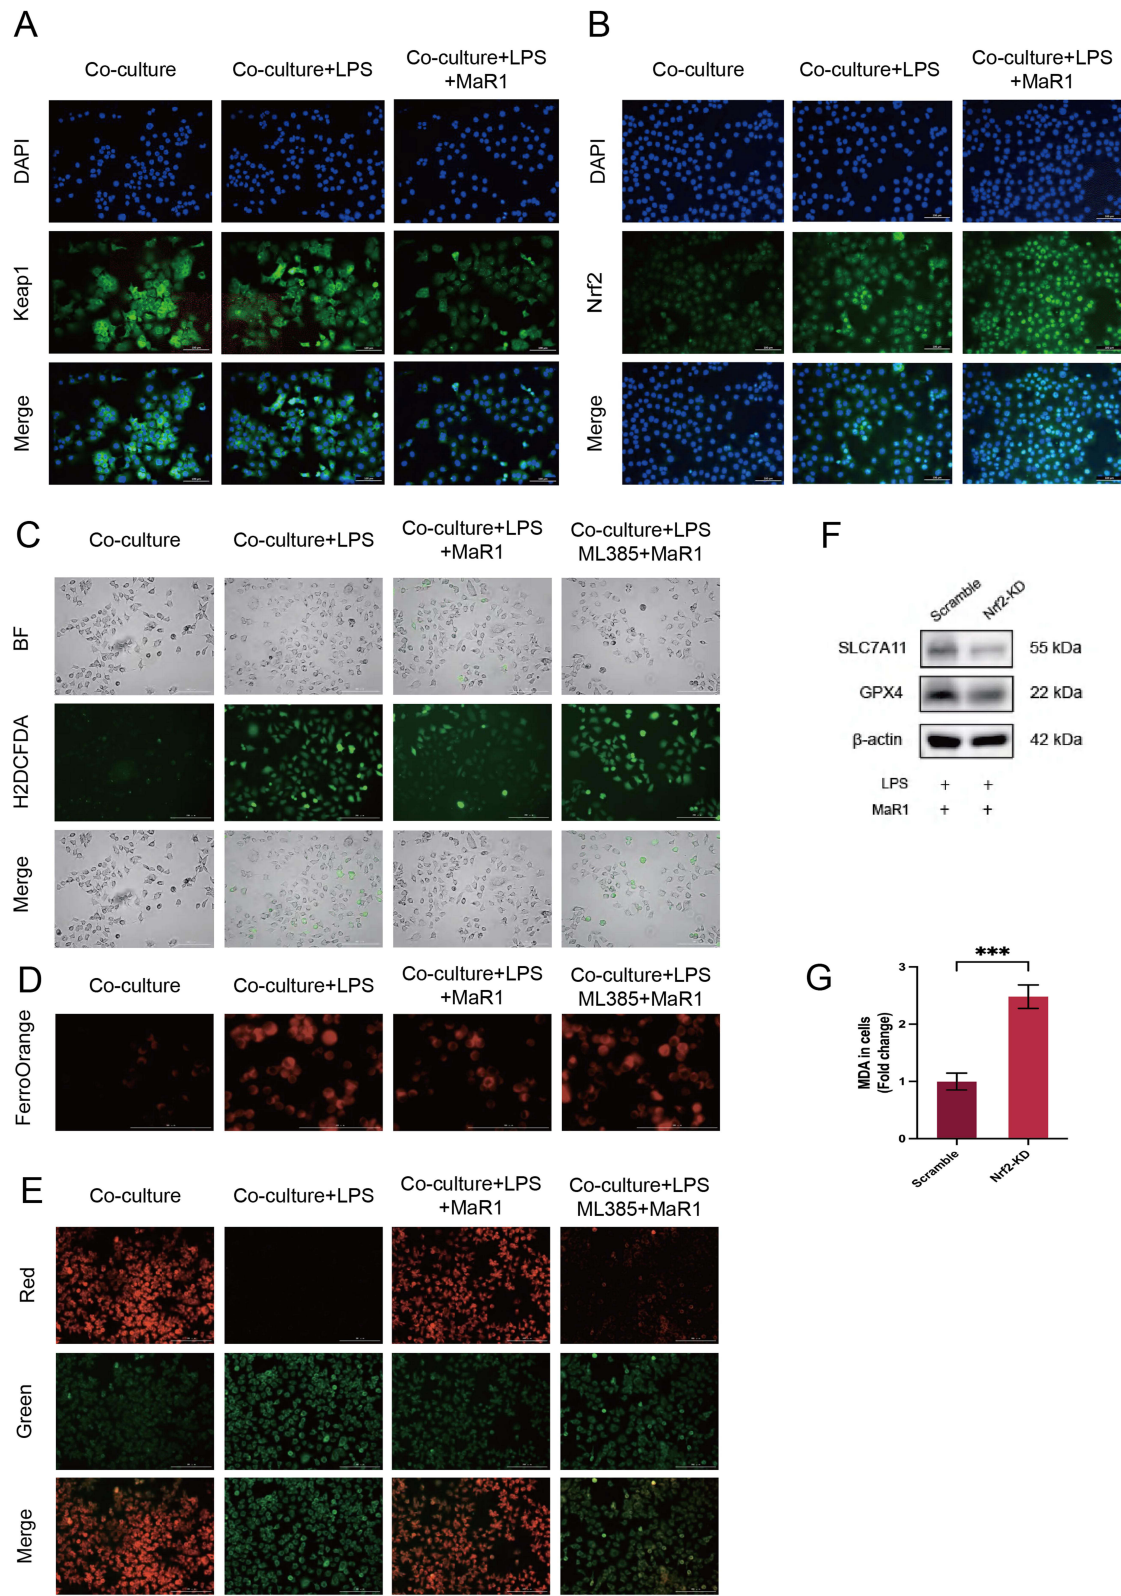 A
Co-culture
Co-culture+LPS
Co-culture+LPS
+MaR1
DAPI
Keap1
Merge
B
Co-culture
Co-culture+LPS
Co-culture+LPS
+MaR1
DAPI
Nrf2
Merge
C
Co-culture
Co-culture+LPS
Co-culture+LPS
+MaR1
Co-culture+LPS
ML385+MaR1
BF
H2DCFDA
Merge
D
Co-culture
Co-culture+LPS
Co-culture+LPS
+MaR1
Co-culture+LPS
ML385+MaR1
FerroOrange
E
Co-culture
Co-culture+LPS
Co-culture+LPS
+MaR1
Co-culture+LPS
ML385+MaR1
Red
Green
Merge
F
Scramble
Nrf2-KD
SLC7A11
55 kDa
GPX4
22 kDa
β-actin
42 kDa
LPS + +
MaR1 + +
G
MDA in cells
(Fold change)
3
2
1
0
***
Scramble
Nrf2-KD